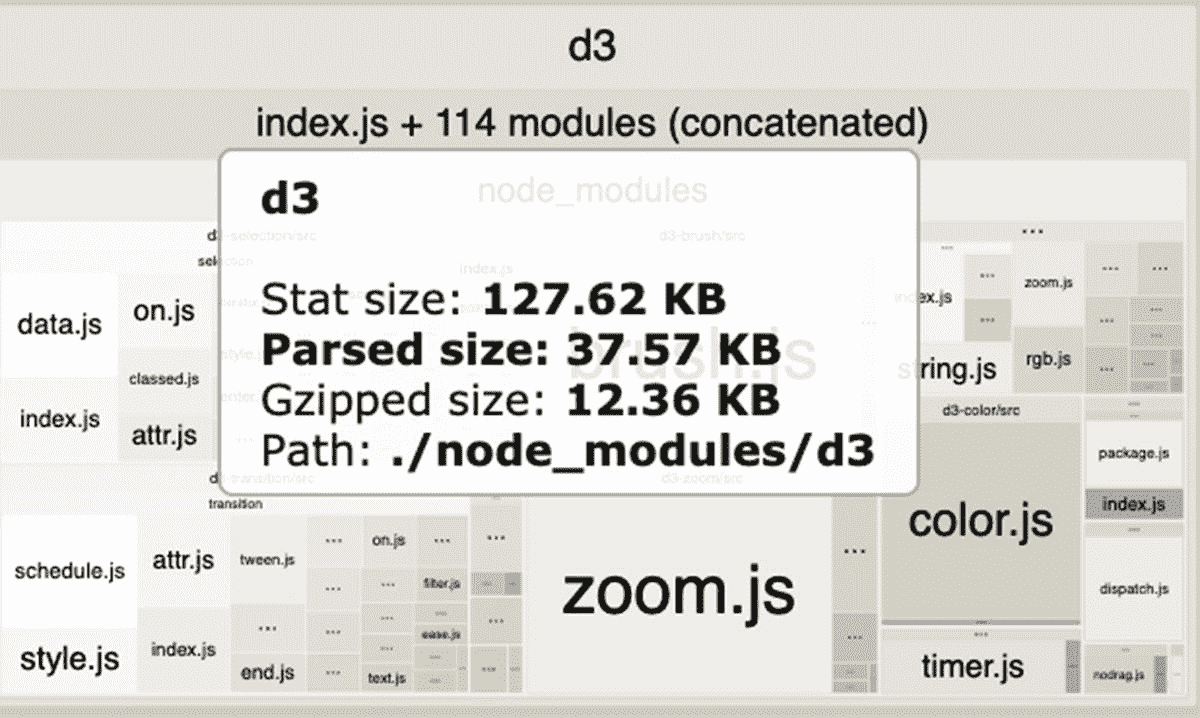 d3
index.js + 114 modules (concatenated)
d3
node_modules
Stat size: 127.62 KB
Parsed size: 37.57 KB
Gzipped size: 12.36 KB
Path: ./node_modules/d3
d3-selection/src
d3-brush/src
...
selection
index.js
...
data.js
on.js
index.js
...
zoom.js
...
...
brush.js
classed.js
style.js
string.js
rgb.js
index.js
attr.js
d3-color/src
package.js
color.js
index.js
d3-transition/src
d3-zoom/src
transition
schedule.js
attr.js
tween.js
...
on.js
...
...
zoom.js
...
dispatch.js
filter.js
style.js
index.js
...
ease.js
end.js
text.js
timer.js
nodrag.js